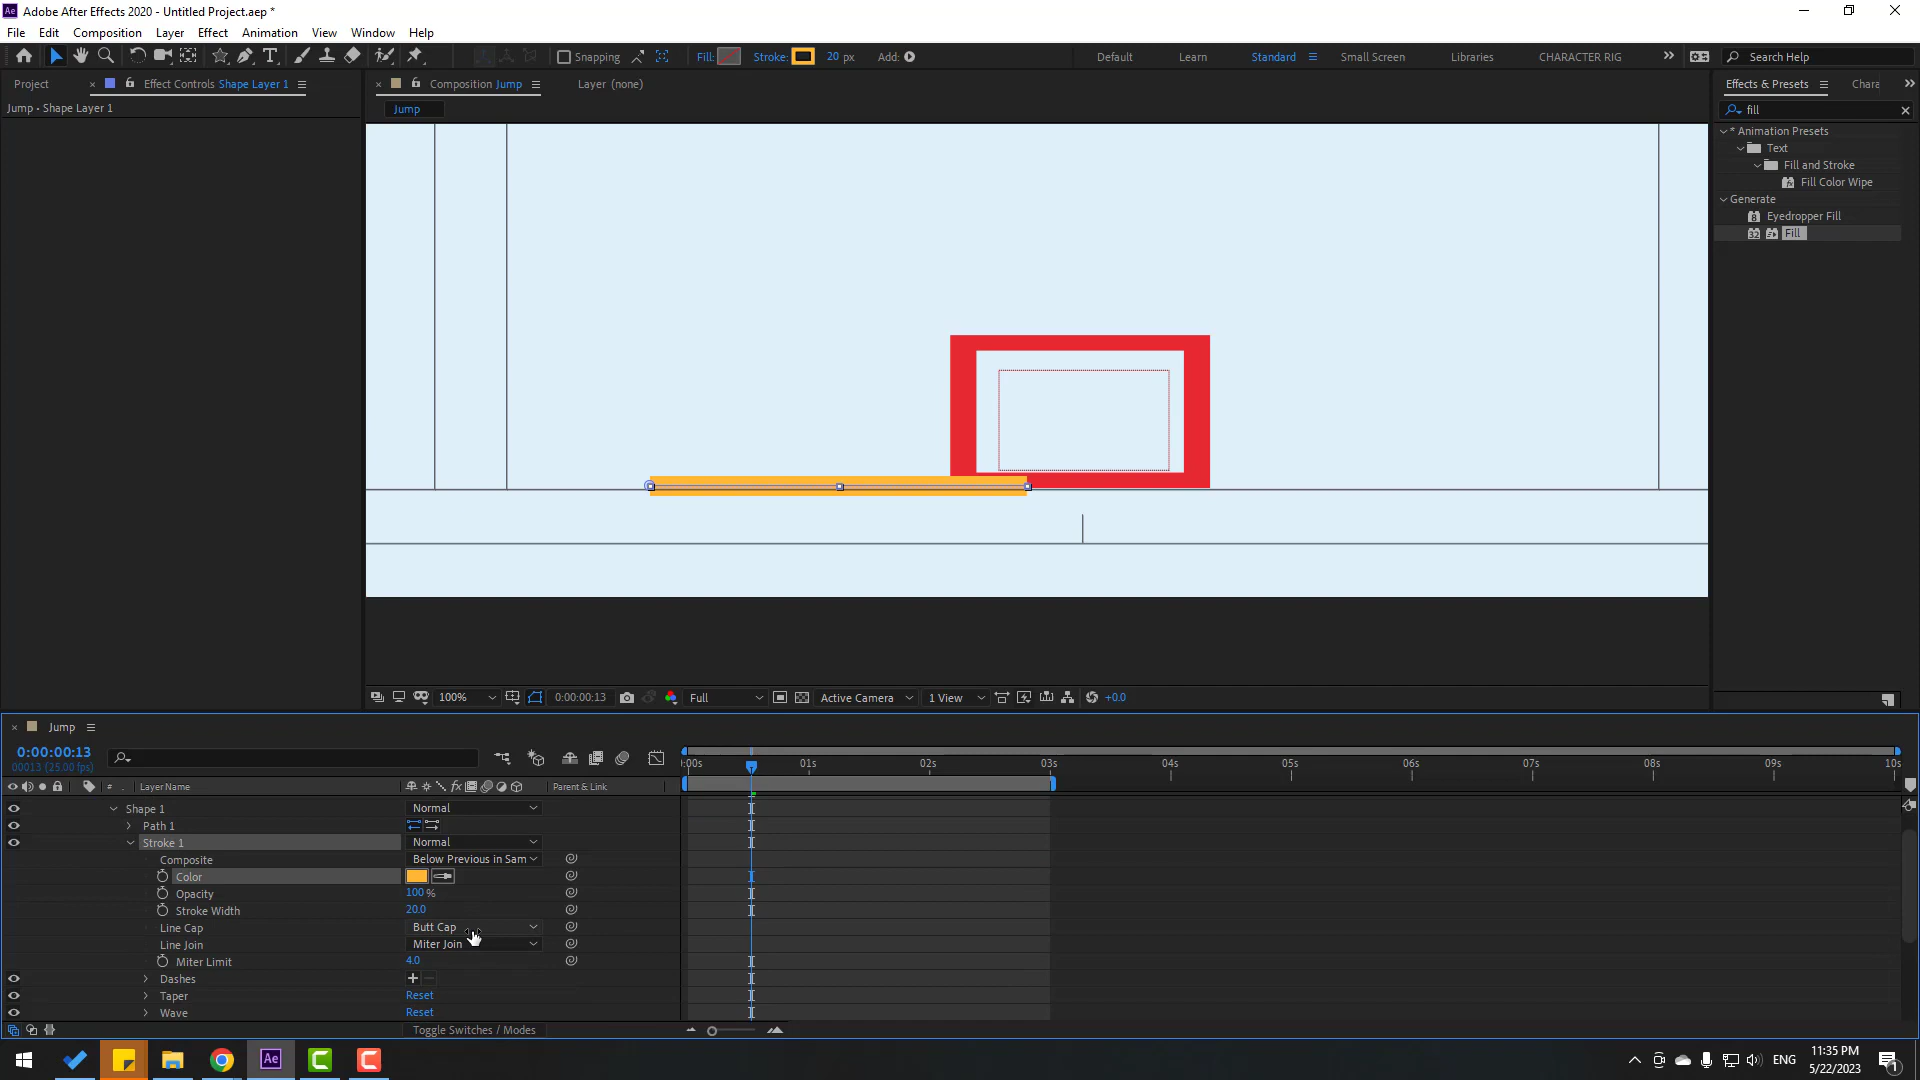 Ae Adobe After Effects 2020 - Untitled Project.aep *
File Edit Composition Layer Effect Animation View Window Help
Snapping Fill: Stroke: 20 px Add: Default Learn Standard Small Screen Libraries CHARACTER RIG Search Help
Project Effect Controls Shape Layer 1 Composition Jump Layer (none) Effects & Presets Chara
Jump • Shape Layer 1
Jump
fill
* Animation Presets
Text
Fill and Stroke
Fill Color Wipe
Generate
Eyedropper Fill
Fill
100% 0:00:00:13 Full Active Camera 1 View +0.0
Jump
0:00:00:13
00013 (25.00 fps)
:00s 01s 02s 03s 04s 05s 06s 07s 08s 09s 10s
# Layer Name Parent & Link
Shape 1 Normal
Path 1
Stroke 1 Normal
Composite Below Previous in Sam
Color
Opacity 100 %
Stroke Width 20.0
Line Cap Butt Cap
Line Join Miter Join
Miter Limit 4.0
Dashes
Taper Reset
Wave Reset
Toggle Switches / Modes
Ae ENG 11:35 PM
5/22/2023 1